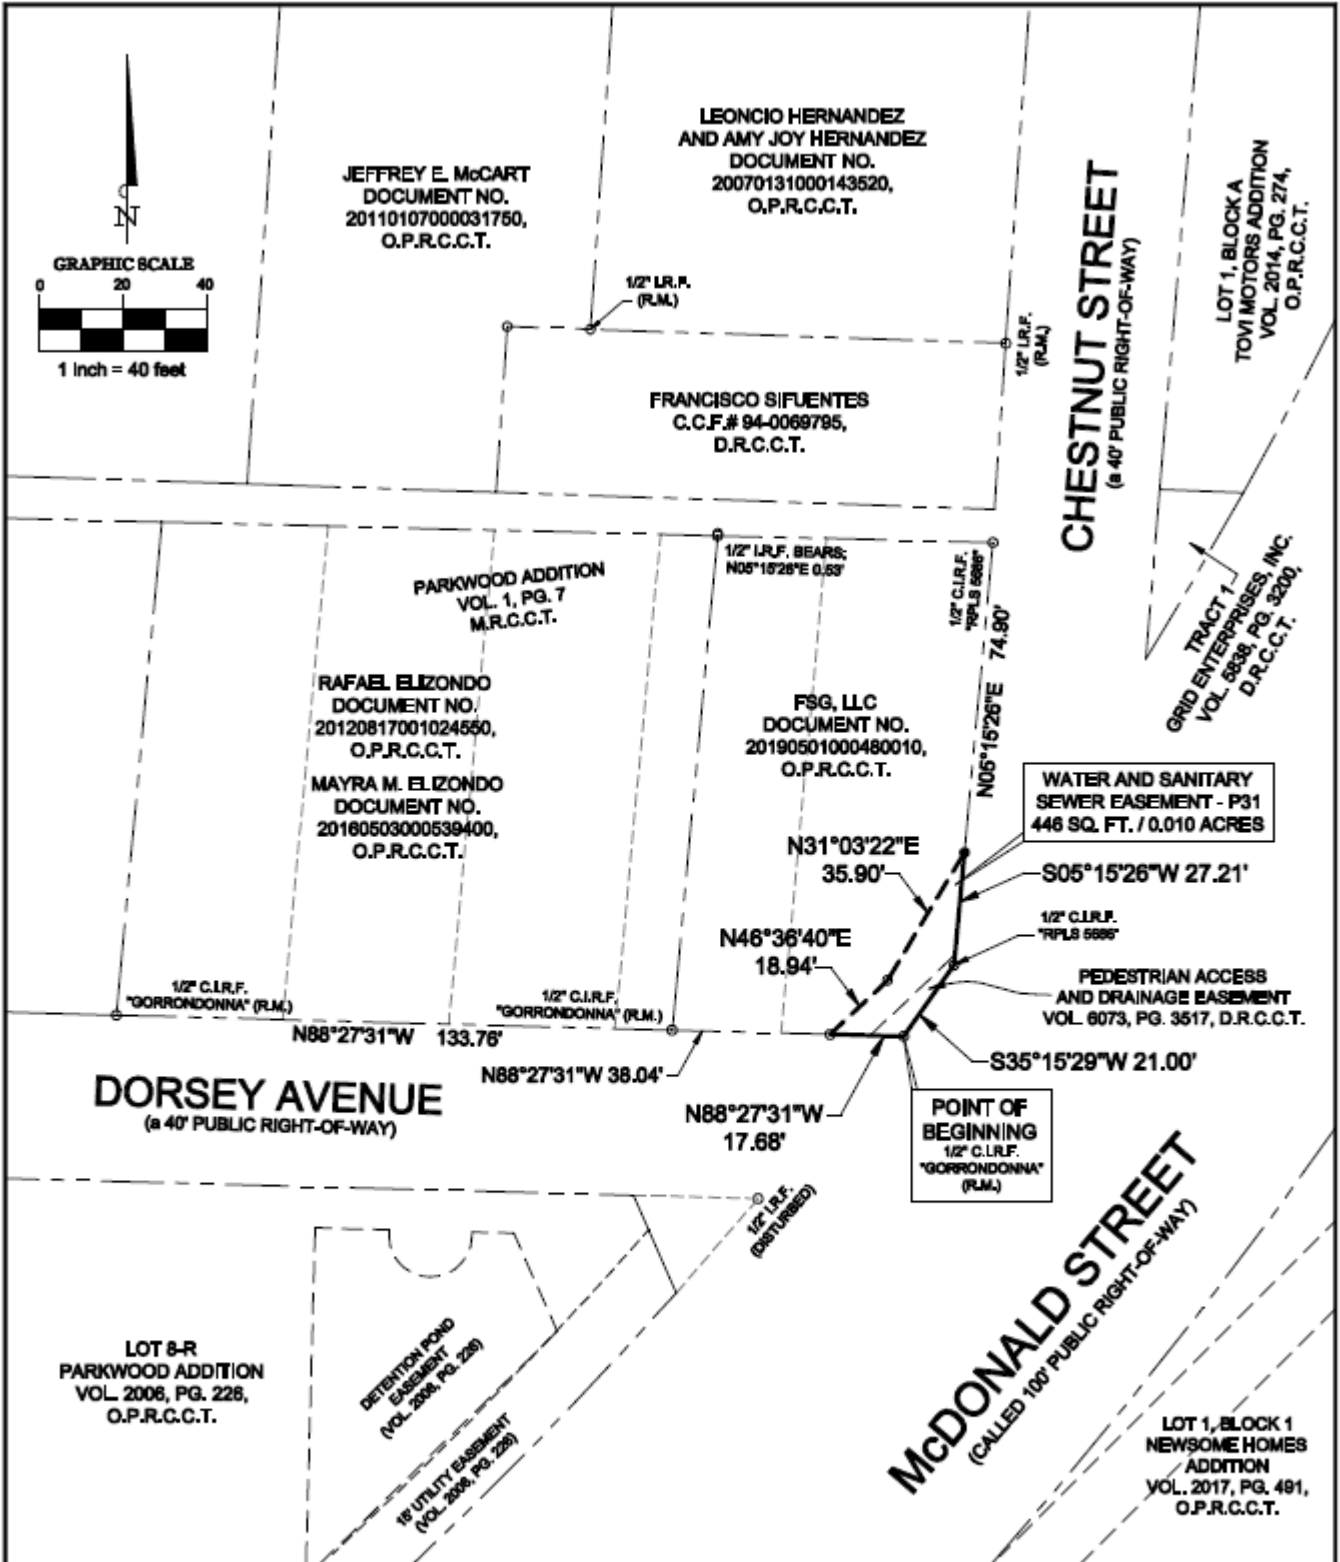 LEONCIO HERNANDEZ
AND AMY JOY HERNANDEZ
DOCUMENT NO.
20070131000143520,
O.P.R.C.C.T.
JEFFREY E. McCART
DOCUMENT NO.
20110107000031750,
O.P.R.C.C.T.
N
GRAPHIC SCALE
0 20 40
1 inch = 40 feet
1/2" I.R.F.
(R.M.)
1/2" I.R.F.
(R.M.)
CHESTNUT STREET
(a 40' PUBLIC RIGHT-OF-WAY)
LOT 1, BLOCK A
TOVI MOTORS ADDITION
VOL. 2014, PG. 274,
O.P.R.C.C.T.
FRANCISCO SIFUENTES
C.C.F.# 94-0069795,
D.R.C.C.T.
1/2" I.R.F. BEARS;
N05°15'26"E 0.53'
1/2" C.I.R.F.
"RPLS 5686"
PARKWOOD ADDITION
VOL. 1, PG. 7
M.R.C.C.T.
TRACT 1
GRID ENTERPRISES, INC.
VOL. 5838, PG. 3200,
D.R.C.C.T.
N05°15'26"E 74.90'
RAFAEL ELIZONDO
DOCUMENT NO.
20120817001024550,
O.P.R.C.C.T.
MAYRA M. ELIZONDO
DOCUMENT NO.
20160503000539400,
O.P.R.C.C.T.
FSG, LLC
DOCUMENT NO.
20190501000480010,
O.P.R.C.C.T.
WATER AND SANITARY
SEWER EASEMENT - P31
446 SQ. FT. / 0.010 ACRES
N31°03'22"E
35.90'
S05°15'26"W 27.21'
1/2" C.I.R.F.
"RPLS 5686"
N46°36'40"E
18.94'
PEDESTRIAN ACCESS
AND DRAINAGE EASEMENT
VOL. 6073, PG. 3517, D.R.C.C.T.
1/2" C.I.R.F.
"GORRONDONNA" (R.M.)
1/2" C.I.R.F.
"GORRONDONNA" (R.M.)
N88°27'31"W 133.76'
N88°27'31"W 38.04'
S35°15'29"W 21.00'
DORSEY AVENUE
(a 40' PUBLIC RIGHT-OF-WAY)
N88°27'31"W
17.68'
POINT OF
BEGINNING
1/2" C.I.R.F.
"GORRONDONNA"
(R.M.)
1/2" I.R.F.
(DISTURBED)
McDONALD STREET
(CALLED 100' PUBLIC RIGHT-OF-WAY)
LOT 8-R
PARKWOOD ADDITION
VOL. 2006, PG. 226,
O.P.R.C.C.T.
DETENTION POND
EASEMENT
(VOL. 2006, PG. 226)
15' UTILITY EASEMENT
(VOL. 2006, PG. 226)
LOT 1, BLOCK 1
NEWSOME HOMES
ADDITION
VOL. 2017, PG. 491,
O.P.R.C.C.T.